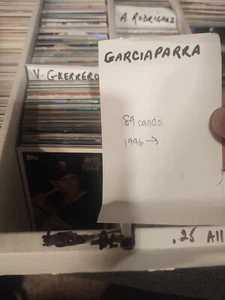 A. RODRIGUEZ
GARCIAPARRA
V. GUERRERO
89 cards
1996 →
.25 All